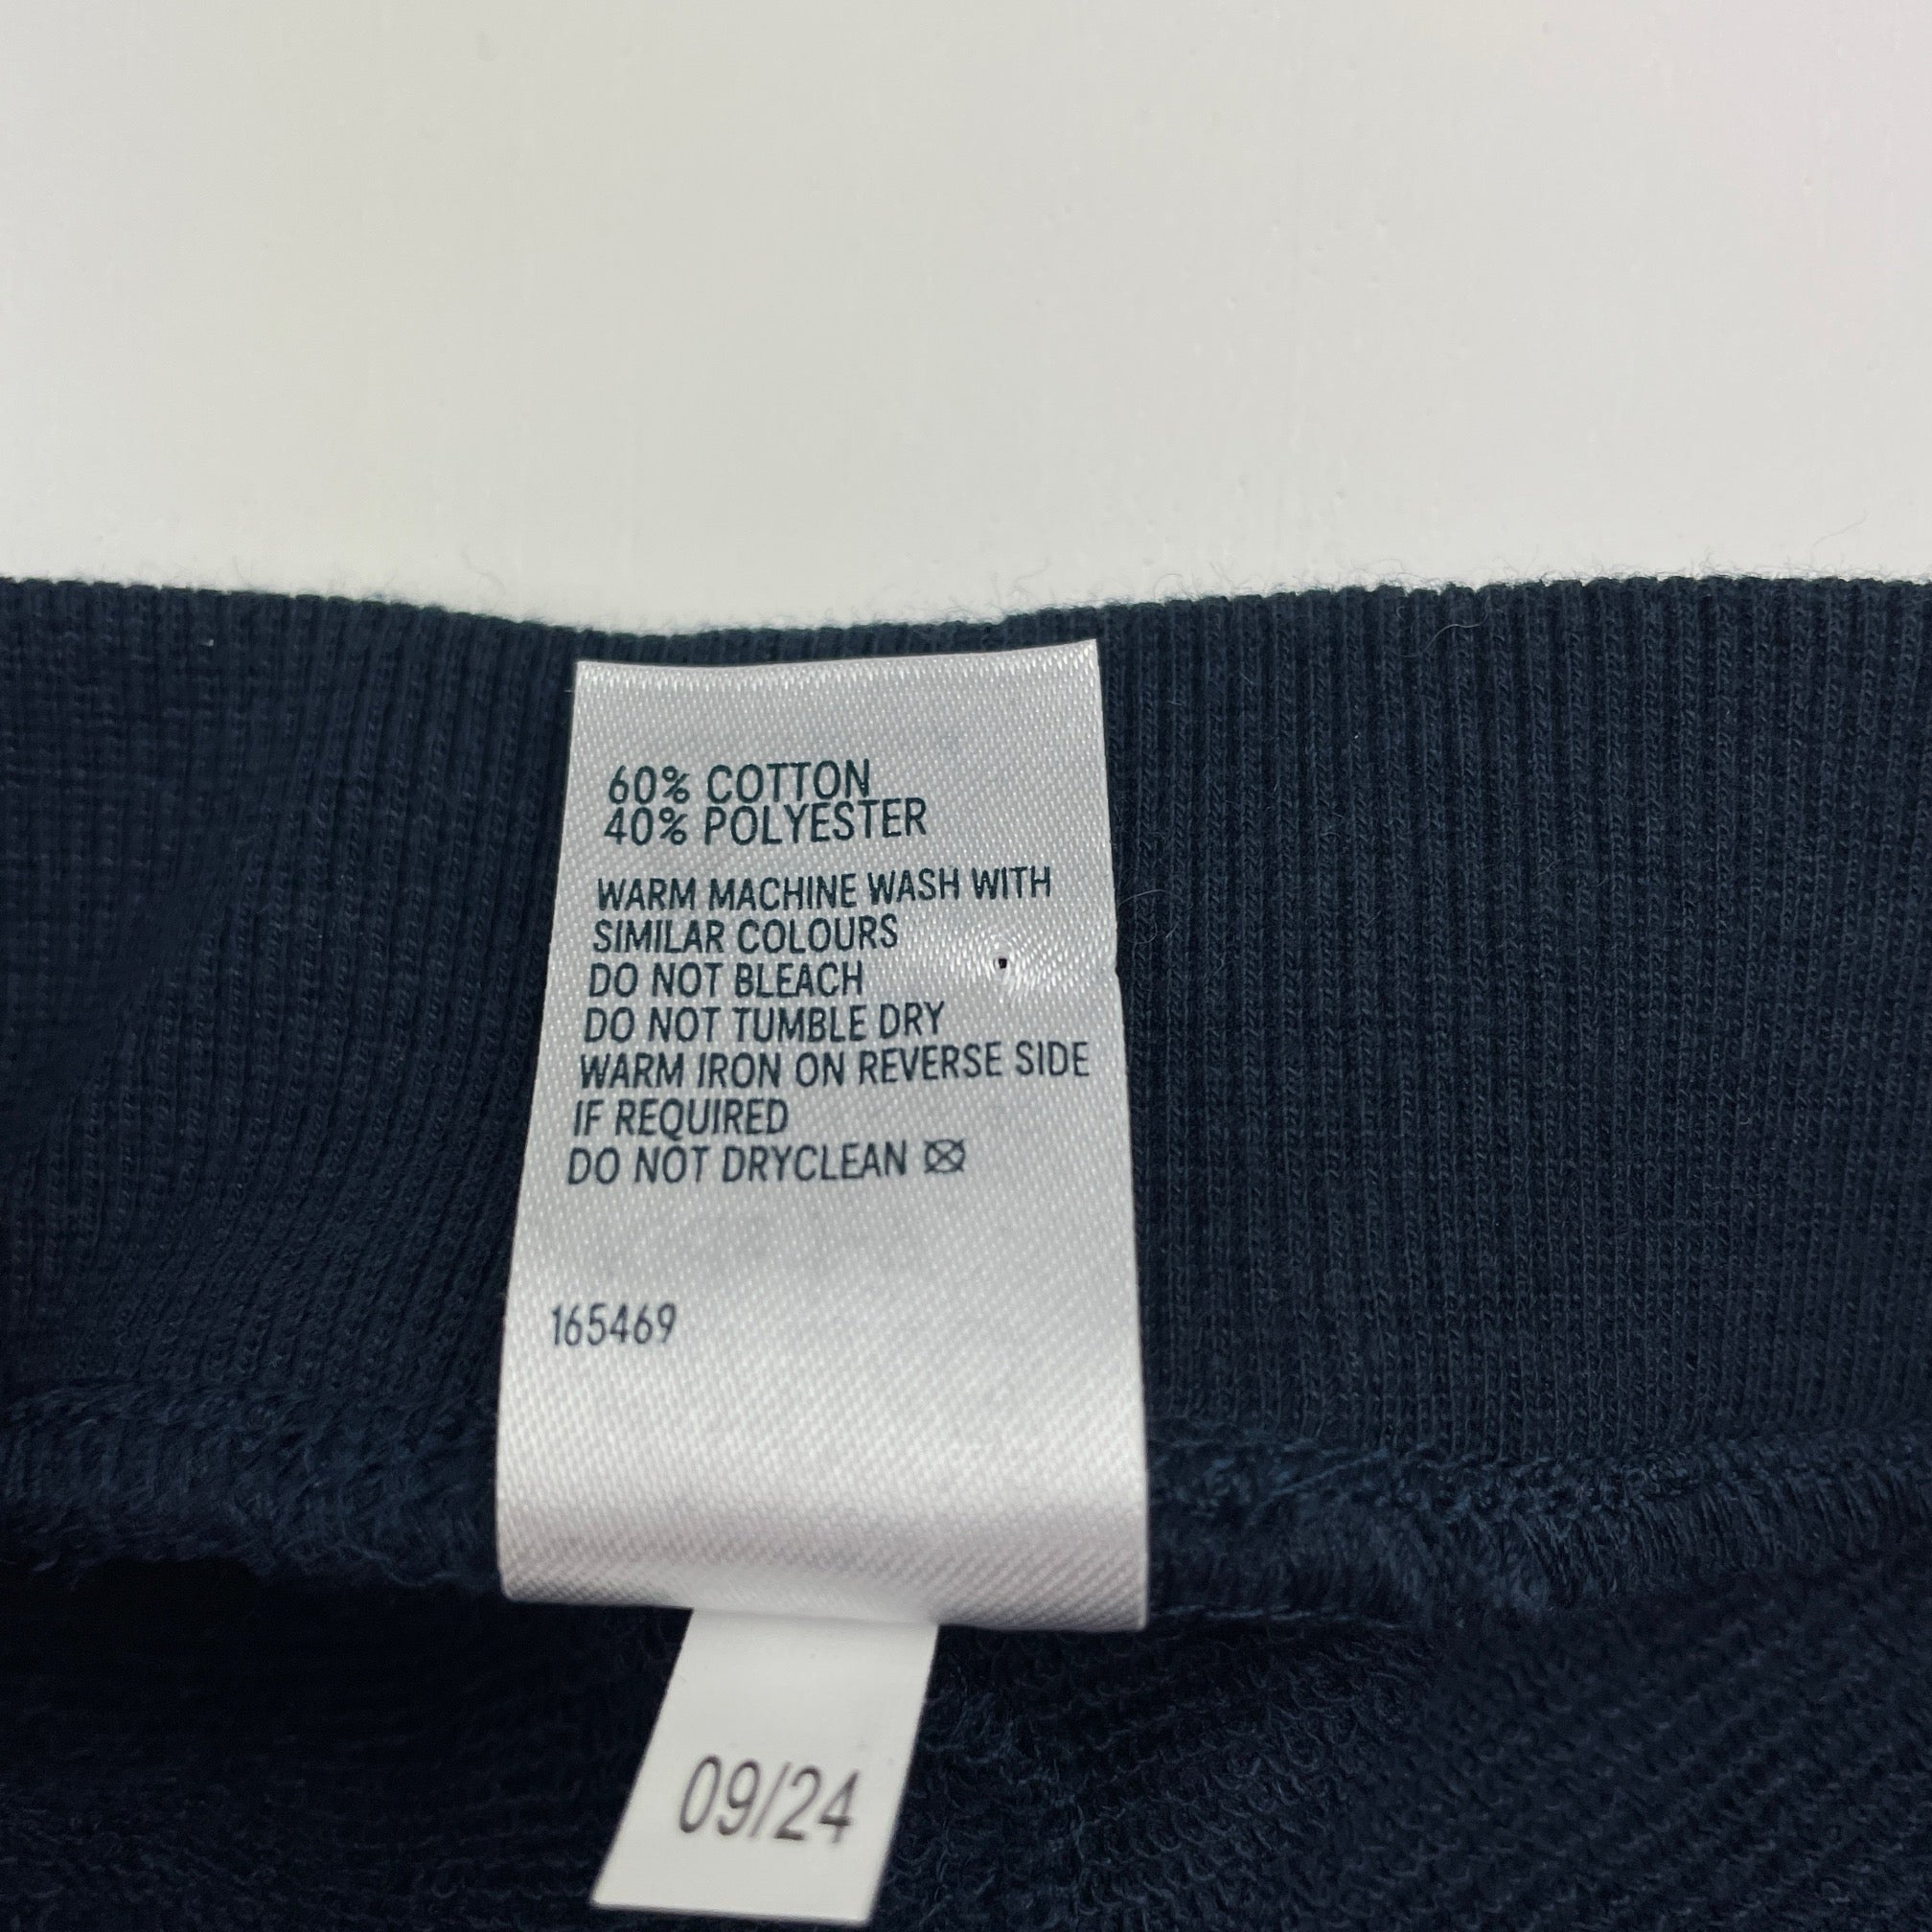 60% COTTON
40% POLYESTER
WARM MACHINE WASH WITH
SIMILAR COLOURS
DO NOT BLEACH
DO NOT TUMBLE DRY
WARM IRON ON REVERSE SIDE
IF REQUIRED
DO NOT DRYCLEAN
165469
09/24